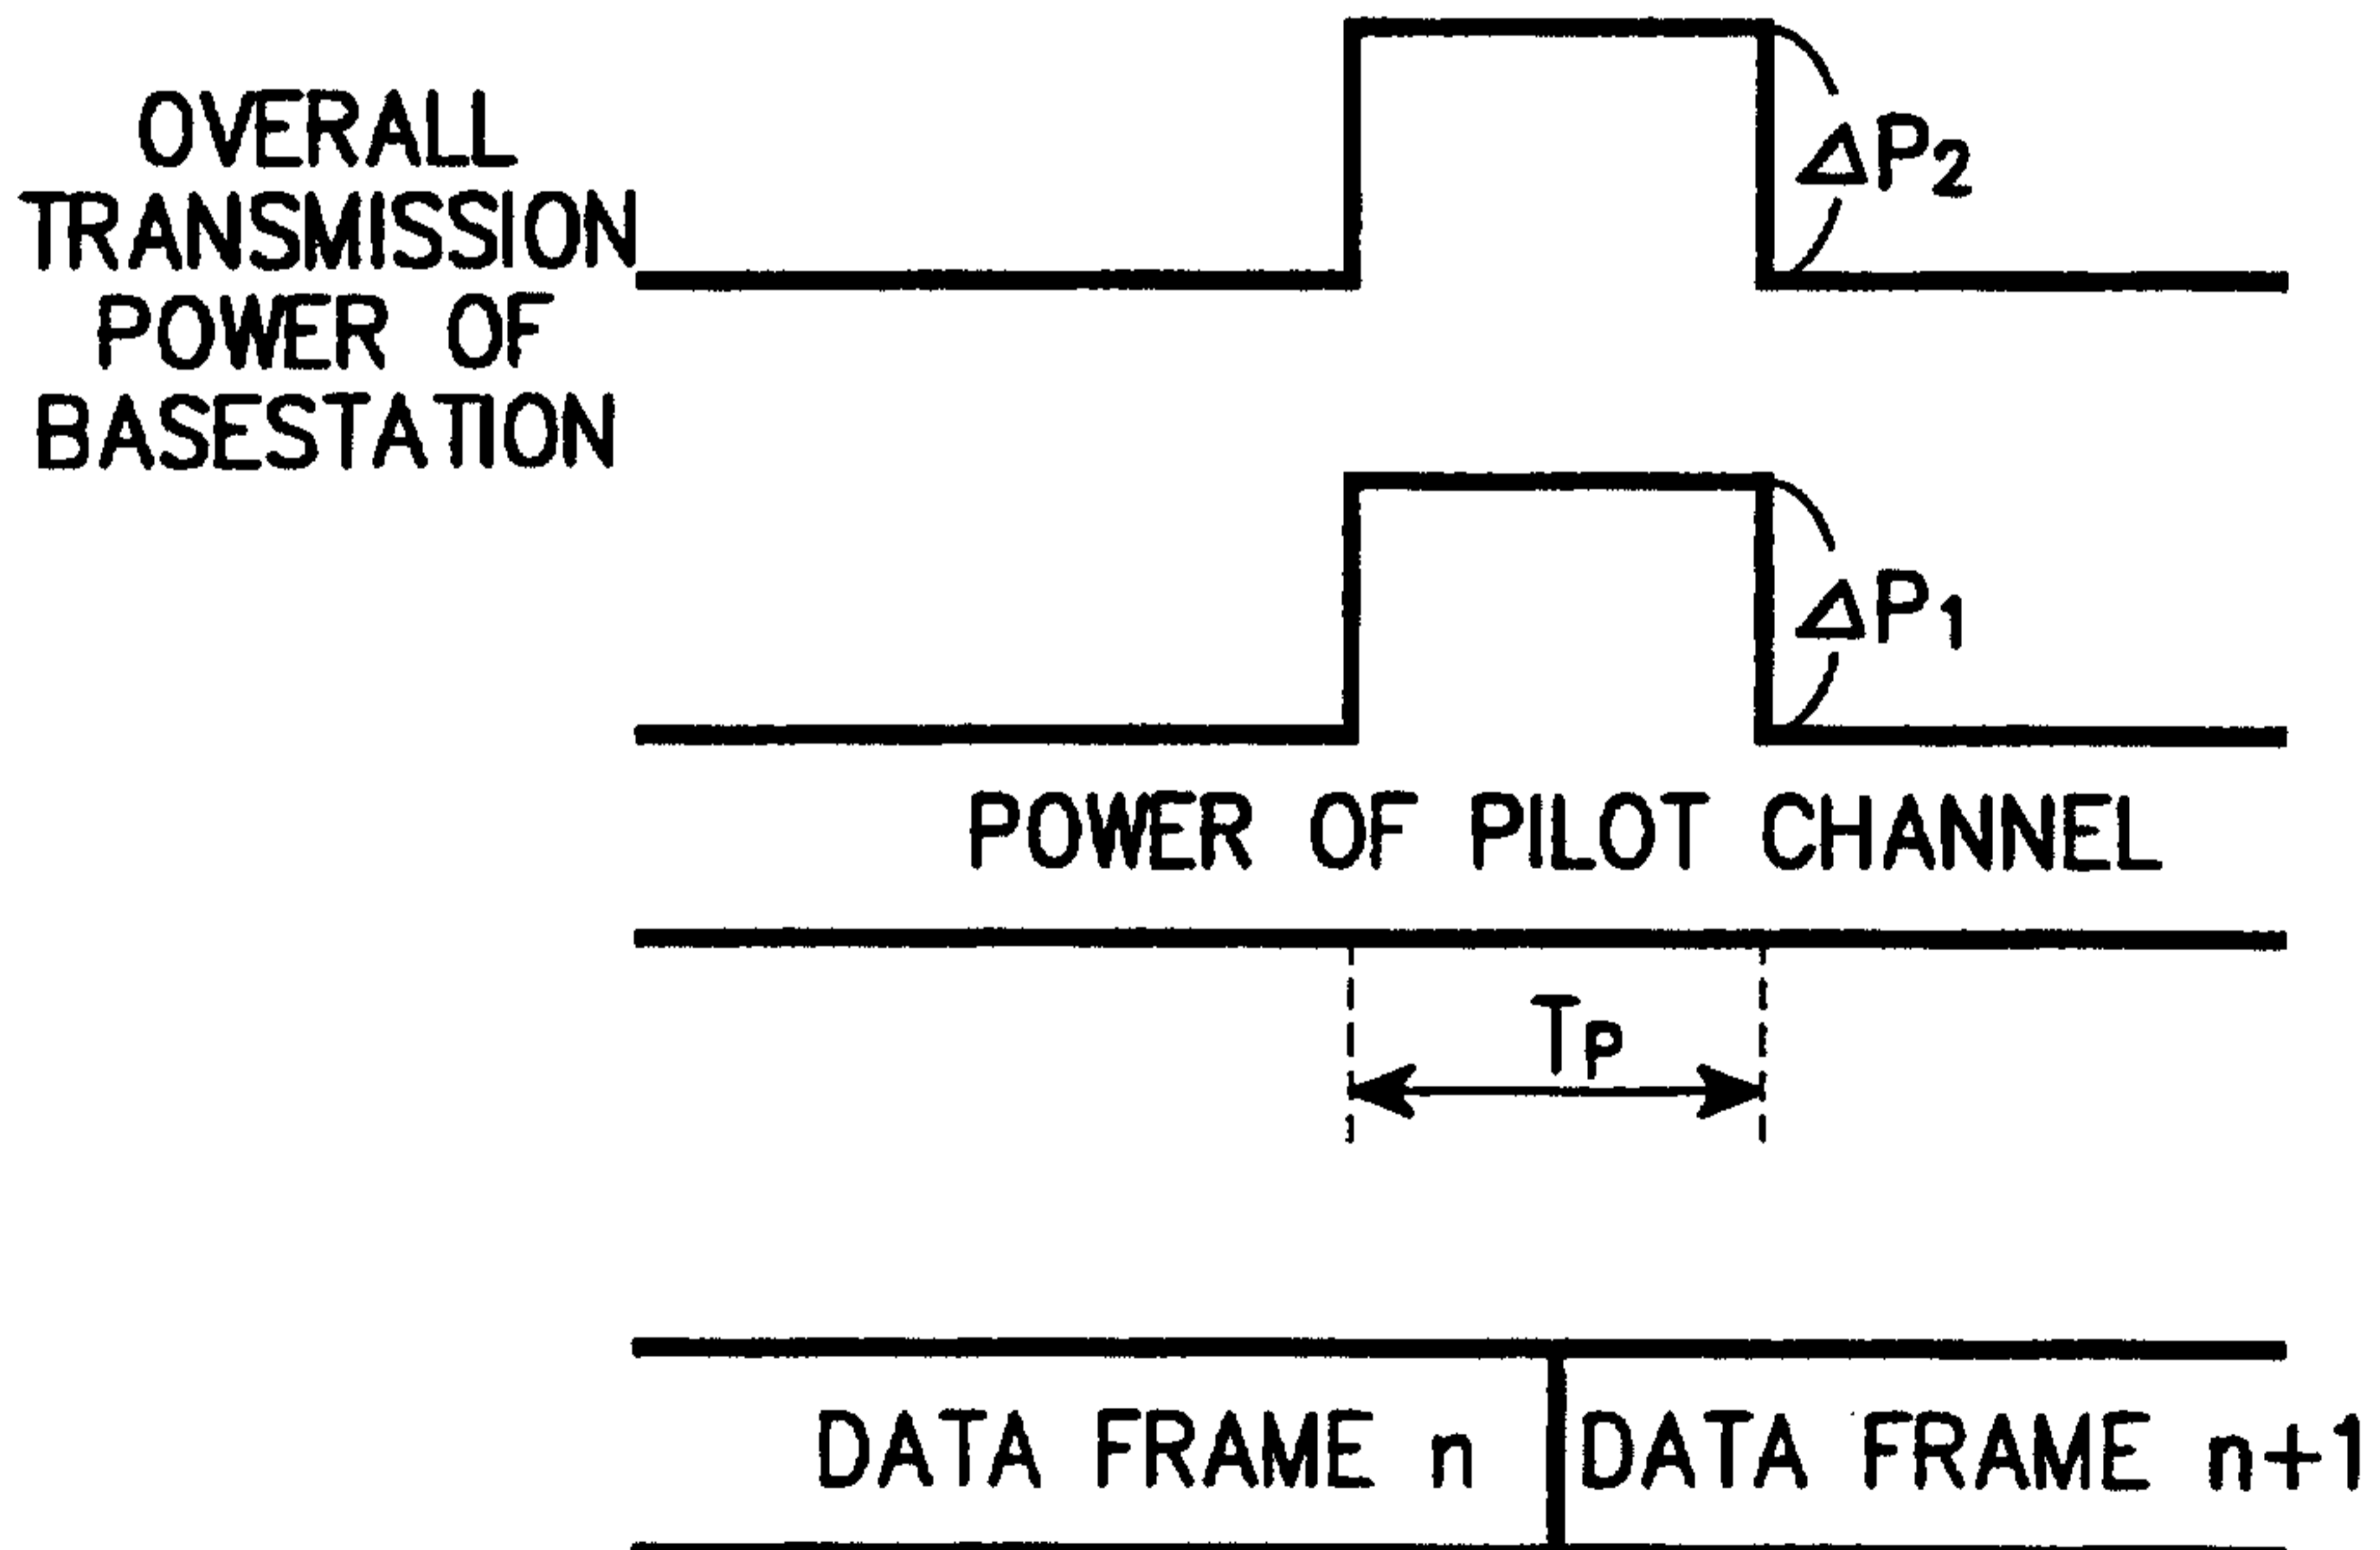 OVERALL
TRANSMISSION
POWER OF
BASESTATION
ΔP2
ΔP1
POWER OF PILOT CHANNEL
TP
DATA FRAME n
DATA FRAME n+1